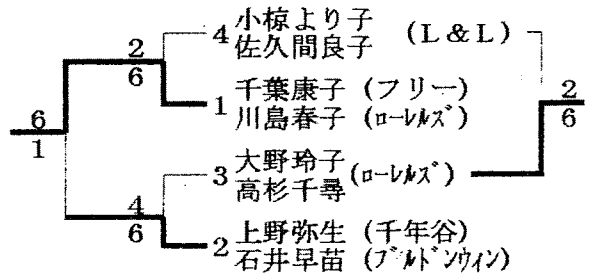 4 小椋より子 (L&L)
佐久間良子
2
6
1 千葉康子 (フリー)
川島春子 (ローレルズ)
2
6
6
1
3 大野玲子 (ローレルズ)
高杉千尋
4
6
2 上野弥生 (千年谷)
石井早苗 (ブルドンウィン)